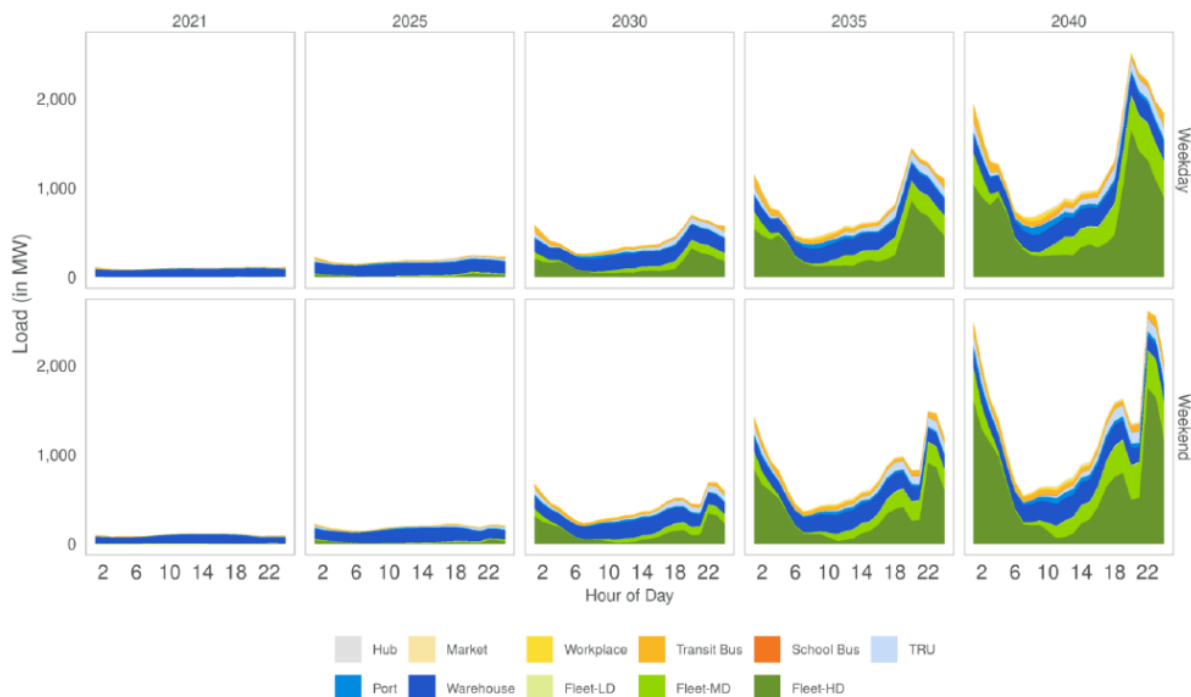 2021 2025 2030 2035 2040
2,000
1,000
0
Weekday
2,000
1,000
0
Weekend
Load (in MW)
2 6 10 14 18 22 2 6 10 14 18 22 2 6 10 14 18 22 2 6 10 14 18 22 2 6 10 14 18 22
Hour of Day
Hub Market Workplace Transit Bus School Bus TRU
Port Warehouse Fleet-LD Fleet-MD Fleet-HD